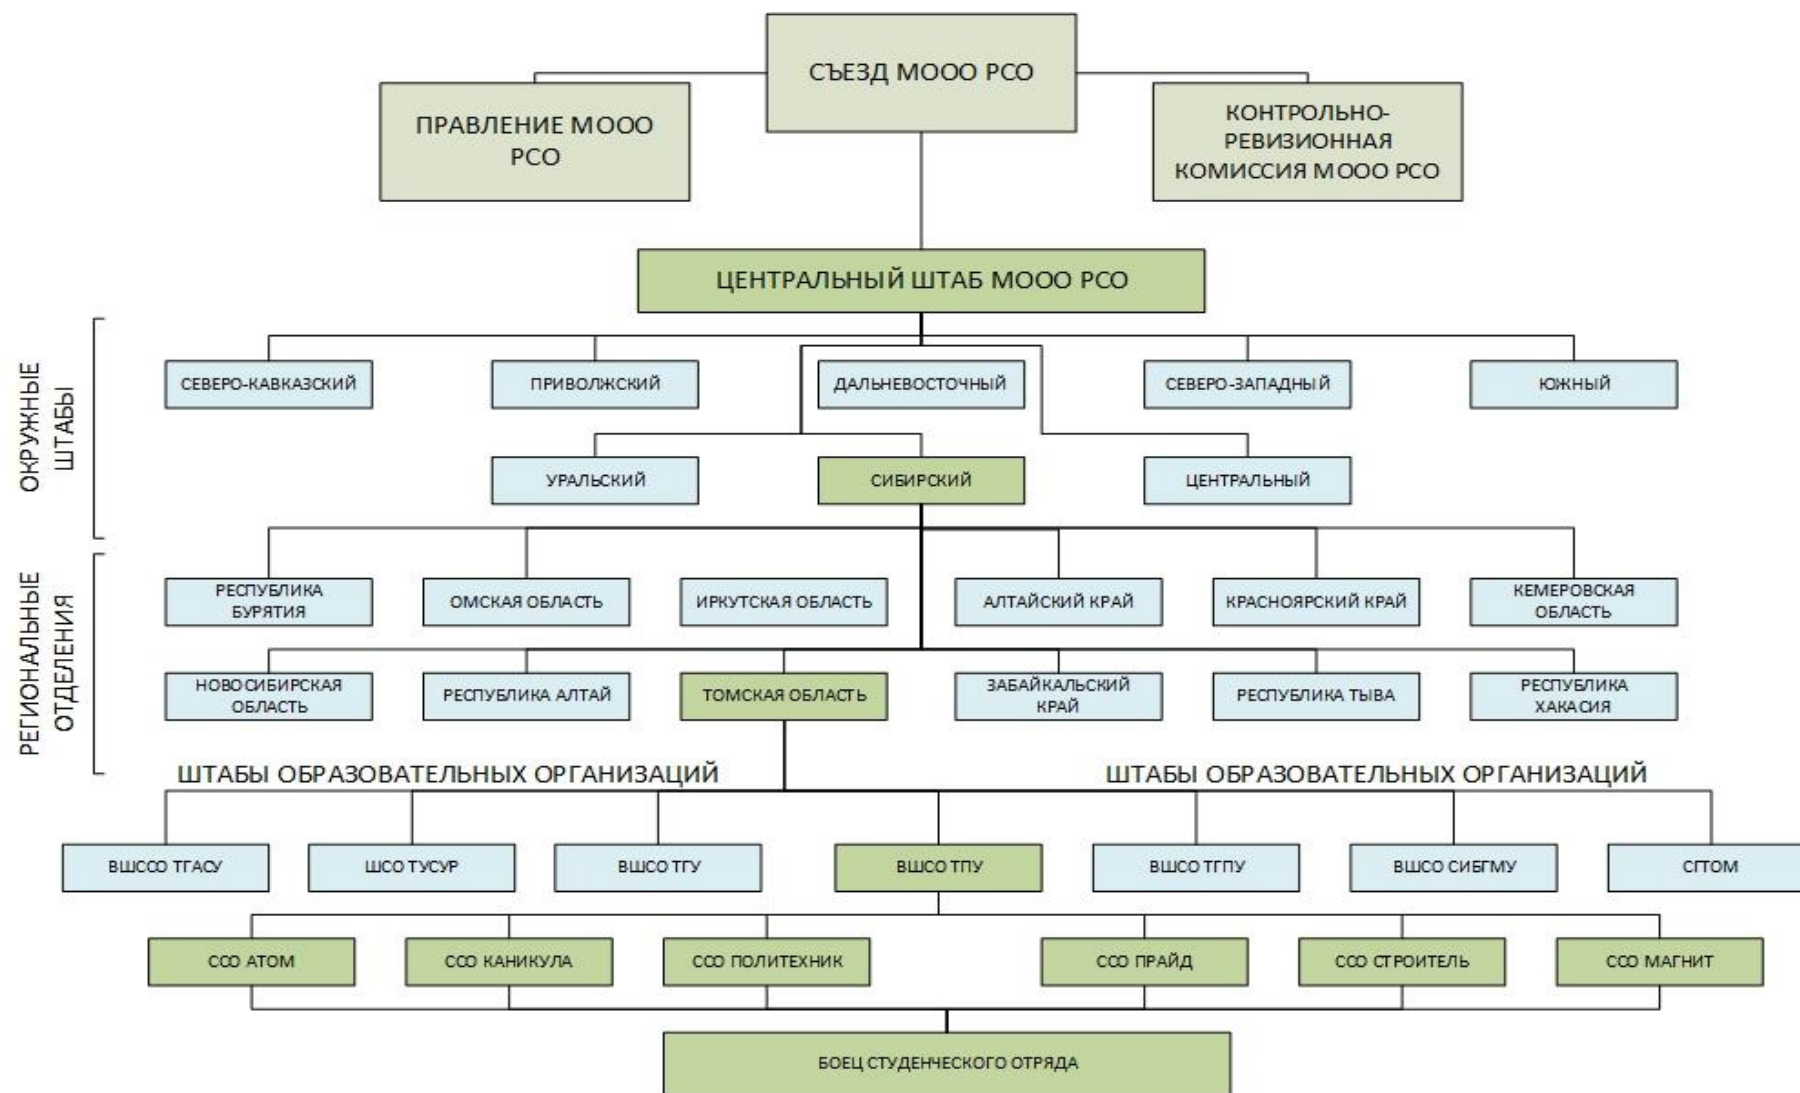 СЪЕЗД МООО РСО
ПРАВЛЕНИЕ МООО
РСО
КОНТРОЛЬНО-
РЕВИЗИОННАЯ
КОМИССИЯ МООО РСО
ЦЕНТРАЛЬНЫЙ ШТАБ МООО РСО
ОКРУЖНЫЕ
ШТАБЫ
СЕВЕРО-КАВКАЗСКИЙ
ПРИВОЛЖСКИЙ
ДАЛЬНЕВОСТОЧНЫЙ
СЕВЕРО-ЗАПАДНЫЙ
ЮЖНЫЙ
УРАЛЬСКИЙ
СИБИРСКИЙ
ЦЕНТРАЛЬНЫЙ
РЕГИОНАЛЬНЫЕ
ОТДЕЛЕНИЯ
РЕСПУБЛИКА
БУРЯТИЯ
ОМСКАЯ ОБЛАСТЬ
ИРКУТСКАЯ ОБЛАСТЬ
АЛТАЙСКИЙ КРАЙ
КРАСНОЯРСКИЙ КРАЙ
КЕМЕРОВСКАЯ
ОБЛАСТЬ
НОВОСИБИРСКАЯ
ОБЛАСТЬ
РЕСПУБЛИКА АЛТАЙ
ТОМСКАЯ ОБЛАСТЬ
ЗАБАЙКАЛЬСКИЙ
КРАЙ
РЕСПУБЛИКА ТЫВА
РЕСПУБЛИКА
ХАКАСИЯ
ШТАБЫ ОБРАЗОВАТЕЛЬНЫХ ОРГАНИЗАЦИЙ
ШТАБЫ ОБРАЗОВАТЕЛЬНЫХ ОРГАНИЗАЦИЙ
ВШССО ТГАСУ
ШСО ТУСУР
ВШСО ТГУ
ВШСО ТПУ
ВШСО ТГПУ
ВШСО СИБГМУ
СПТОМ
ССО АТОМ
ССО КАНИКУЛА
ССО ПОЛИТЕХНИК
ССО ПРАЙД
ССО СТРОИТЕЛЬ
ССО МАГНИТ
БОЕЦ СТУДЕНЧЕСКОГО ОТРЯДА